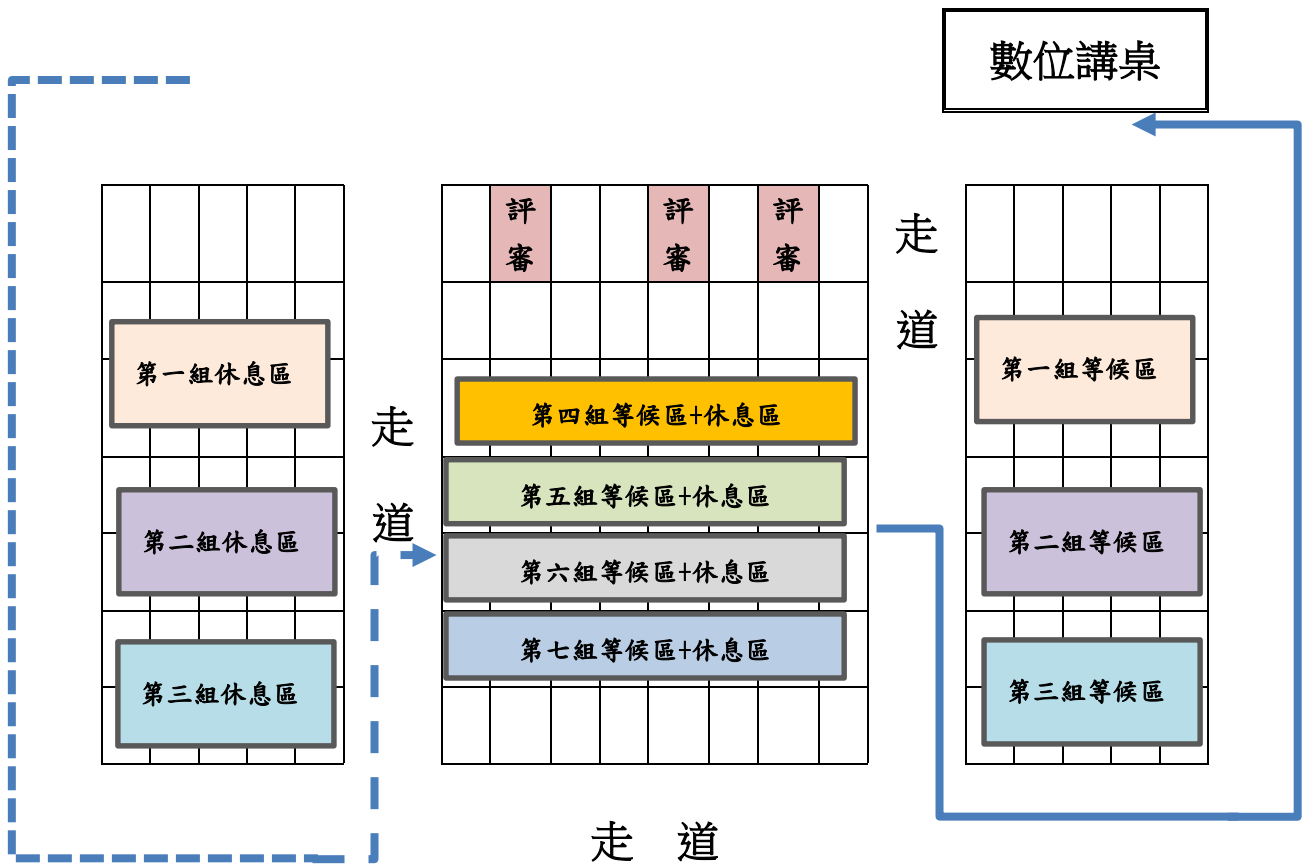 數位講桌
評審
評審
評審
走道
第一組休息區
第一組等候區
第四組等候區+休息區
走道
第五組等候區+休息區
第二組休息區
第二組等候區
第六組等候區+休息區
第七組等候區+休息區
第三組休息區
第三組等候區
走 道